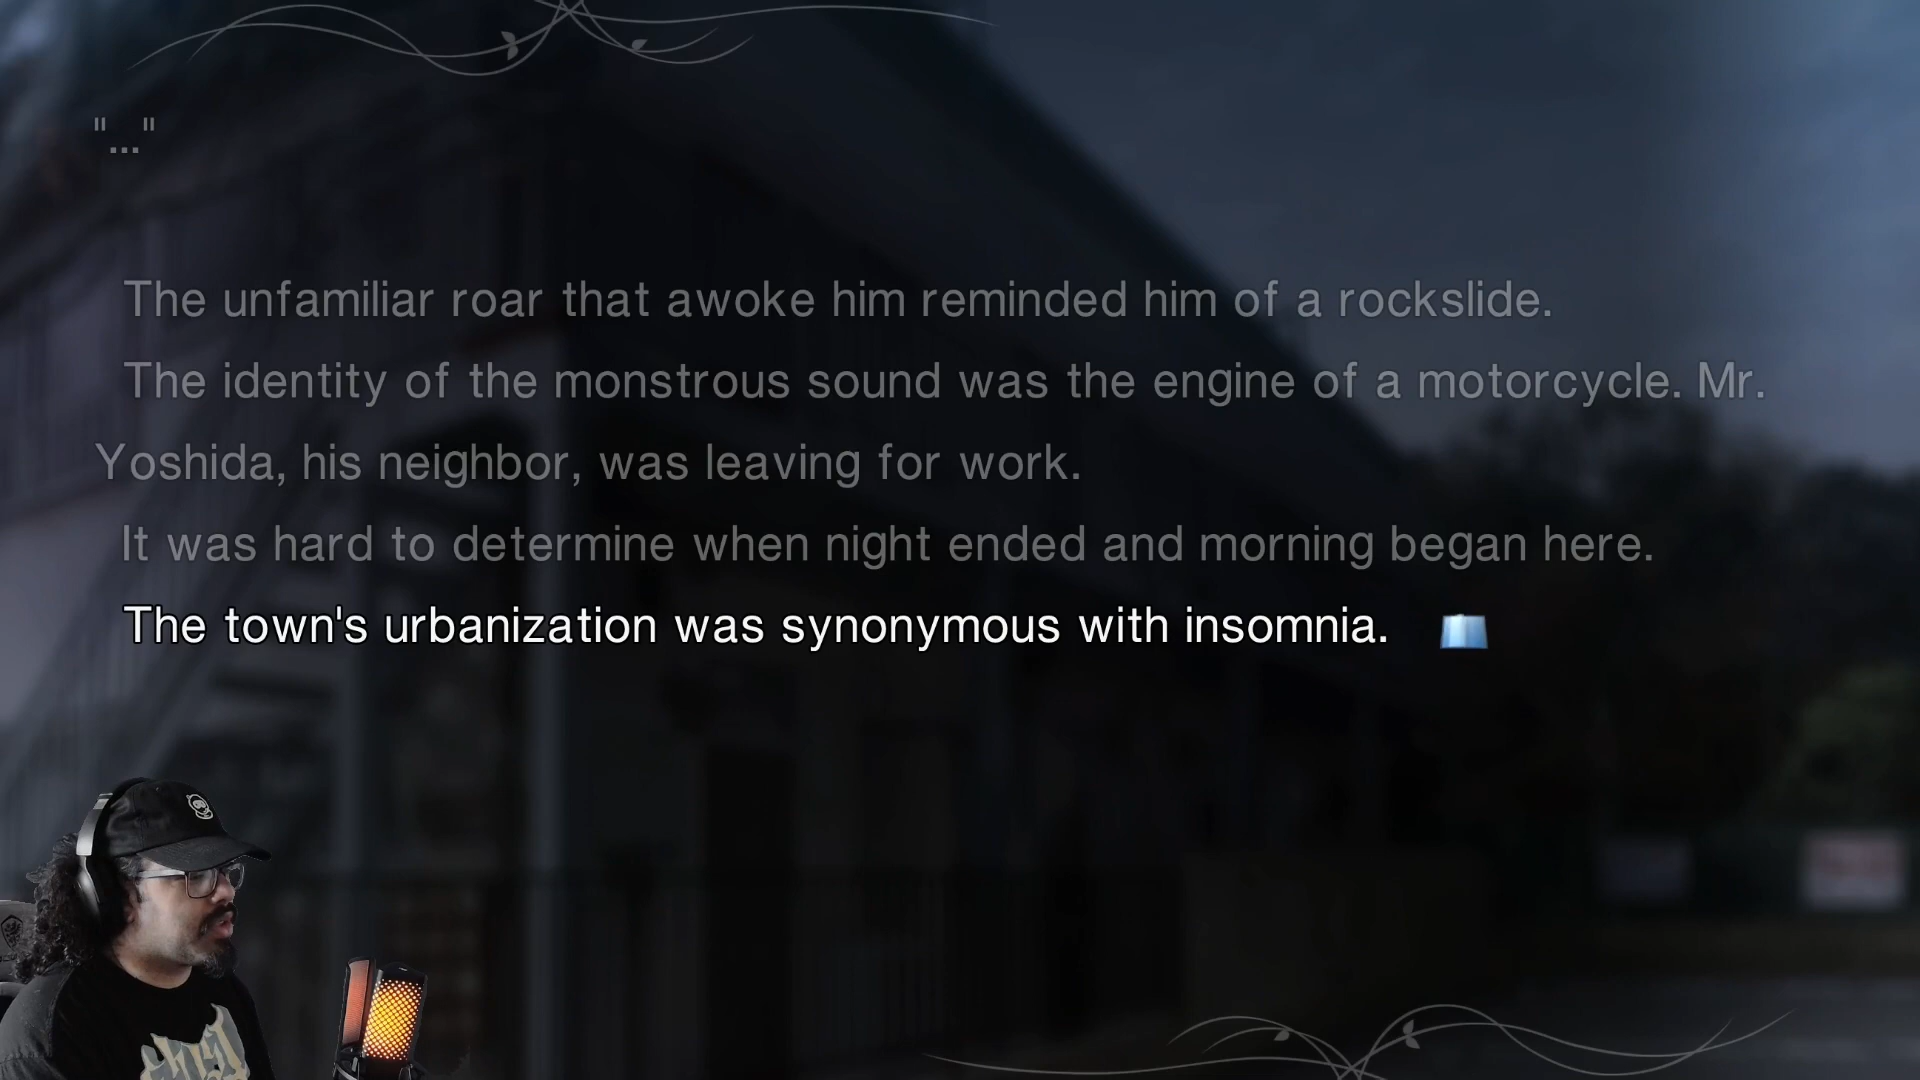 "..."
The unfamiliar roar that awoke him reminded him of a rockslide.
The identity of the monstrous sound was the engine of a motorcycle. Mr.
Yoshida, his neighbor, was leaving for work.
It was hard to determine when night ended and morning began here.
The town's urbanization was synonymous with insomnia.